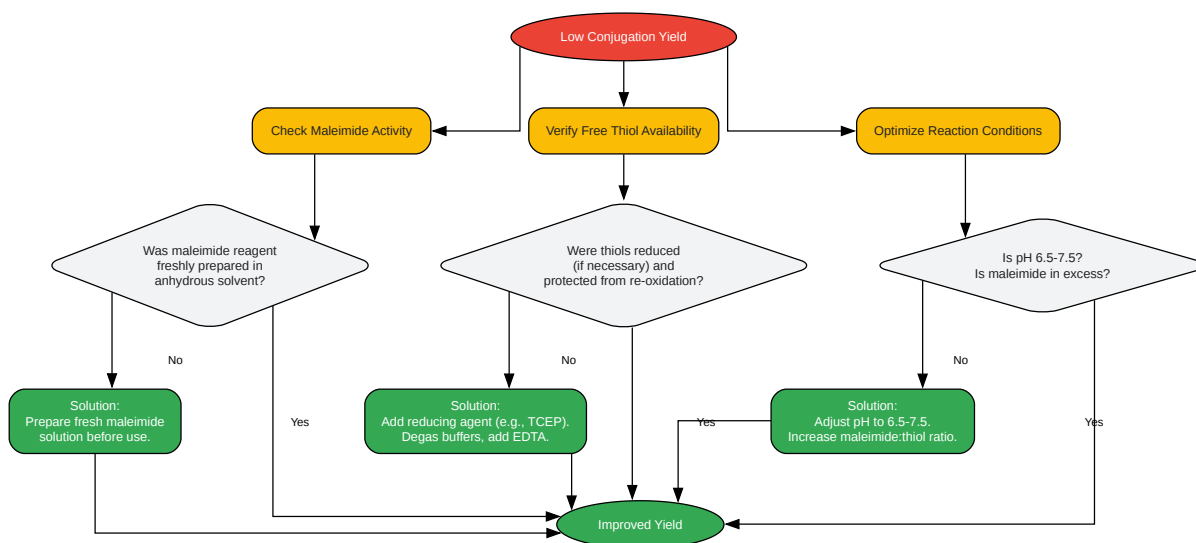 Low Conjugation Yield
Check Maleimide Activity
Verify Free Thiol Availability
Optimize Reaction Conditions
Was maleimide reagent
freshly prepared in
anhydrous solvent?
Were thiols reduced
(if necessary) and
protected from re-oxidation?
Is pH 6.5-7.5?
Is maleimide in excess?
No
No
No
Solution:
Prepare fresh maleimide
solution before use.
Yes
Solution:
Add reducing agent (e.g., TCEP).
Degas buffers, add EDTA.
Yes
Solution:
Adjust pH to 6.5-7.5.
Increase maleimide:thiol ratio.
Yes
Improved Yield